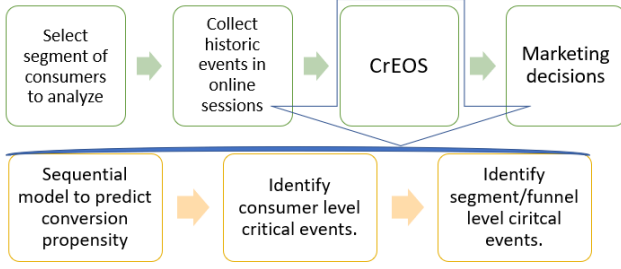 Select
segment of
consumers
to analyze
Collect
historic
events in
online
sessions
CrEOS
Marketing
decisions
Sequential
model to predict
conversion
propensity
Identify
consumer level
critical events.
Identify
segment/funnel
level ciritcal
events.